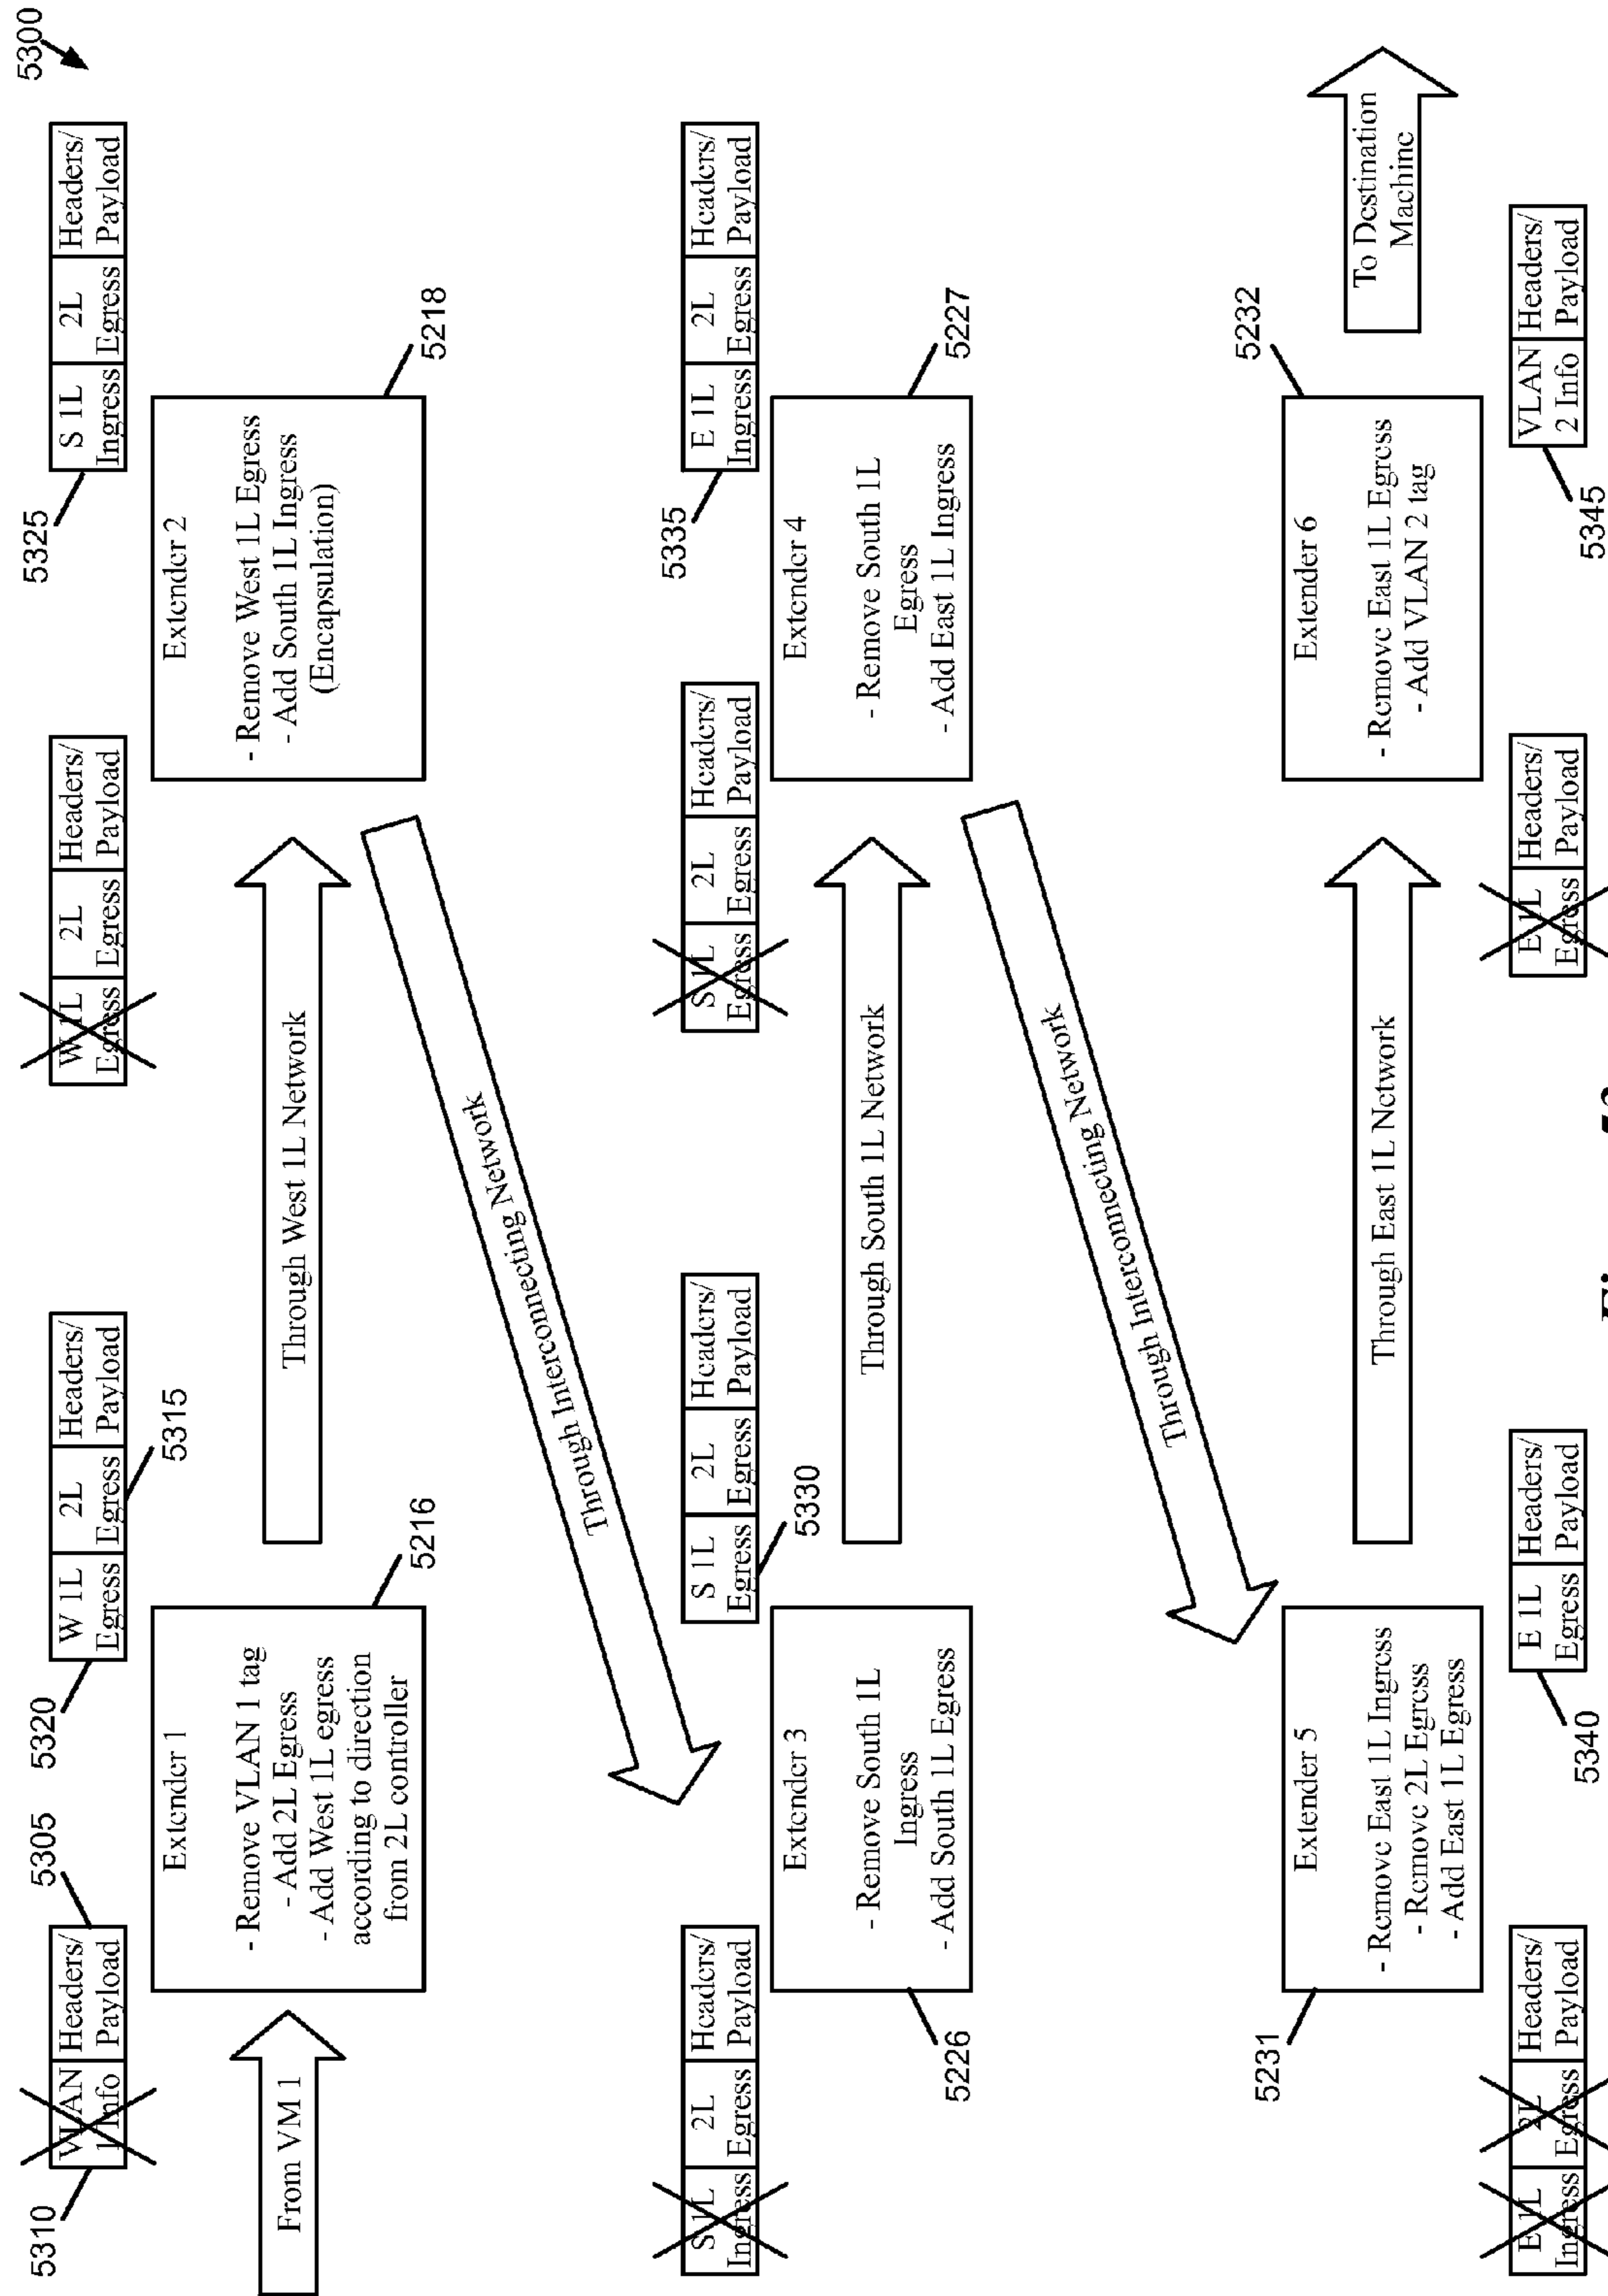 5300
5310
5305
5320
5315
5325
VLAN Headers/
1 Info Payload
W 1L 2L Headers/
Egress Egress Payload
W 1L 2L Headers/
Egress Egress Payload
S 1L 2L Headers/
Ingress Egress Payload
From VM 1
Extender 1
- Remove VLAN 1 tag
- Add 2L Egress
- Add West 1L egress
according to direction
from 2L controller
5216
Through West 1L Network
Extender 2
- Remove West 1L Egress
- Add South 1L Ingress
(Encapsulation)
5218
Through Interconnecting Network
S 1L 2L Headers/
Ingress Egress Payload
S 1L 2L Headers/
Egress Egress Payload
5330
S 1L 2L Headers/
Egress Egress Payload
5335
E 1L 2L Headers/
Ingress Egress Payload
Extender 3
- Remove South 1L
Ingress
- Add South 1L Egress
5226
Through South 1L Network
Extender 4
- Remove South 1L
Egress
- Add East 1L Ingress
5227
Through Interconnecting Network
5231
Extender 5
- Remove East 1L Ingress
- Remove 2L Egress
- Add East 1L Egress
Through East 1L Network
5232
Extender 6
- Remove East 1L Egress
- Add VLAN 2 tag
To Destination
Machine
E 1L 2L Headers/
Ingress Egress Payload
E 1L Headers/
Egress Payload
5340
E 1L Headers/
Egress Payload
VLAN Headers/
2 Info Payload
5345